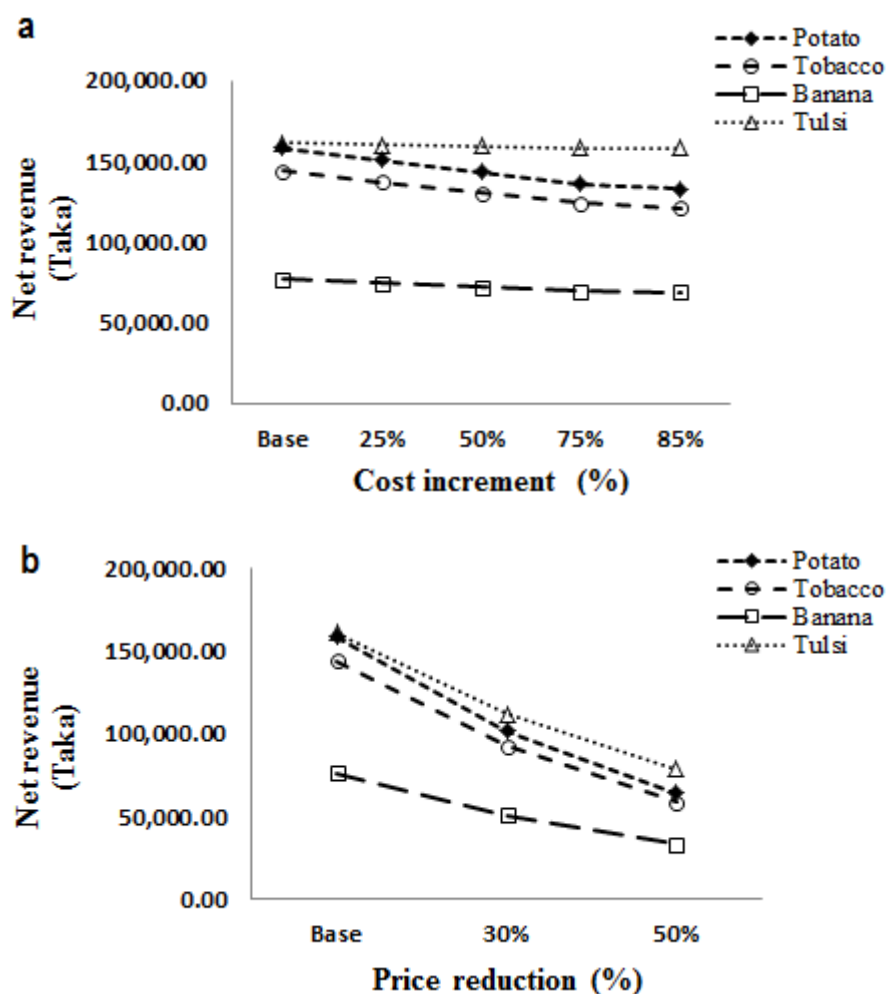 a
Potato
Tobacco
Banana
Tulsi
200,000.00
150,000.00
100,000.00
50,000.00
0.00
Net revenue
(Taka)
Base 25% 50% 75% 85%
Cost increment (%)
b
Potato
Tobacco
Banana
Tulsi
200,000.00
150,000.00
100,000.00
50,000.00
0.00
Net revenue
(Taka)
Base 30% 50%
Price reduction (%)